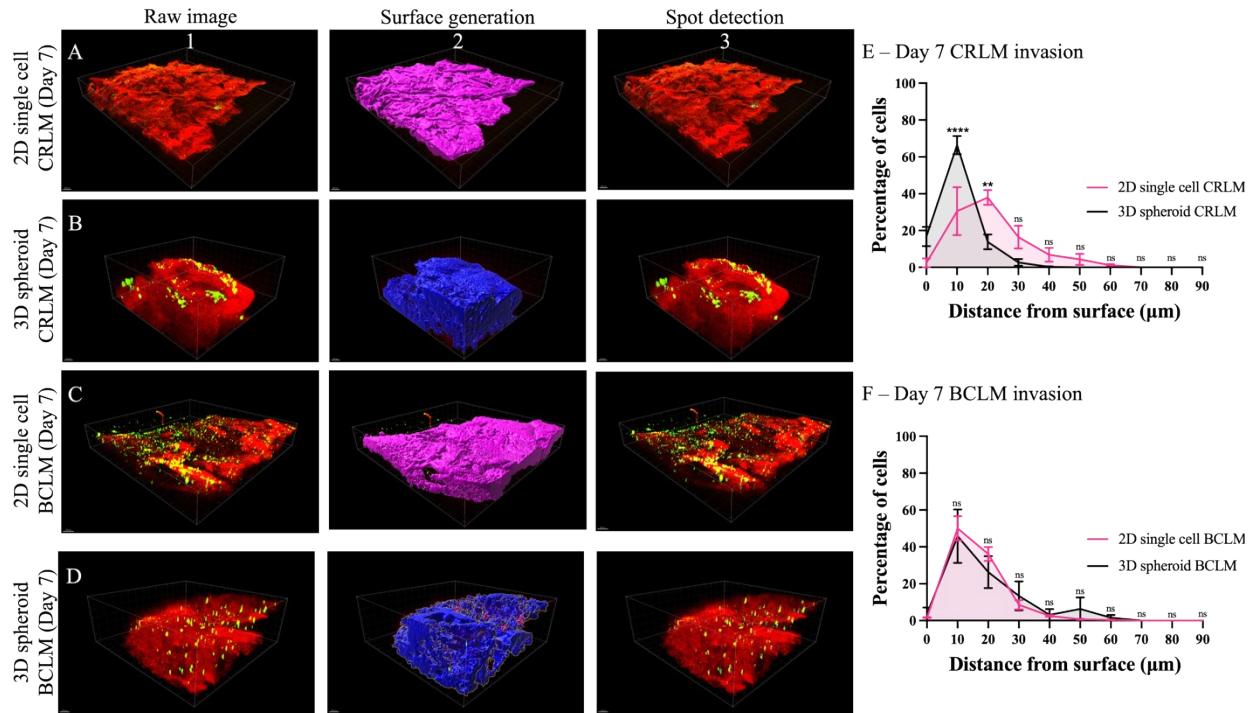 Raw image
Surface generation
Spot detection
1
2
3
2D single cell
CRLM (Day 7)
A
3D spheroid
CRLM (Day 7)
B
2D single cell
BCLM (Day 7)
C
3D spheroid
BCLM (Day 7)
D
E – Day 7 CRLM invasion
Percentage of cells
100
80
60
40
20
0
****
**
ns
ns
ns
ns
ns
ns
ns
2D single cell CRLM
3D spheroid CRLM
0 10 20 30 40 50 60 70 80 90
Distance from surface (µm)
F – Day 7 BCLM invasion
Percentage of cells
100
80
60
40
20
0
ns
ns
ns
ns
ns
ns
ns
ns
ns
2D single cell BCLM
3D spheroid BCLM
0 10 20 30 40 50 60 70 80 90
Distance from surface (µm)